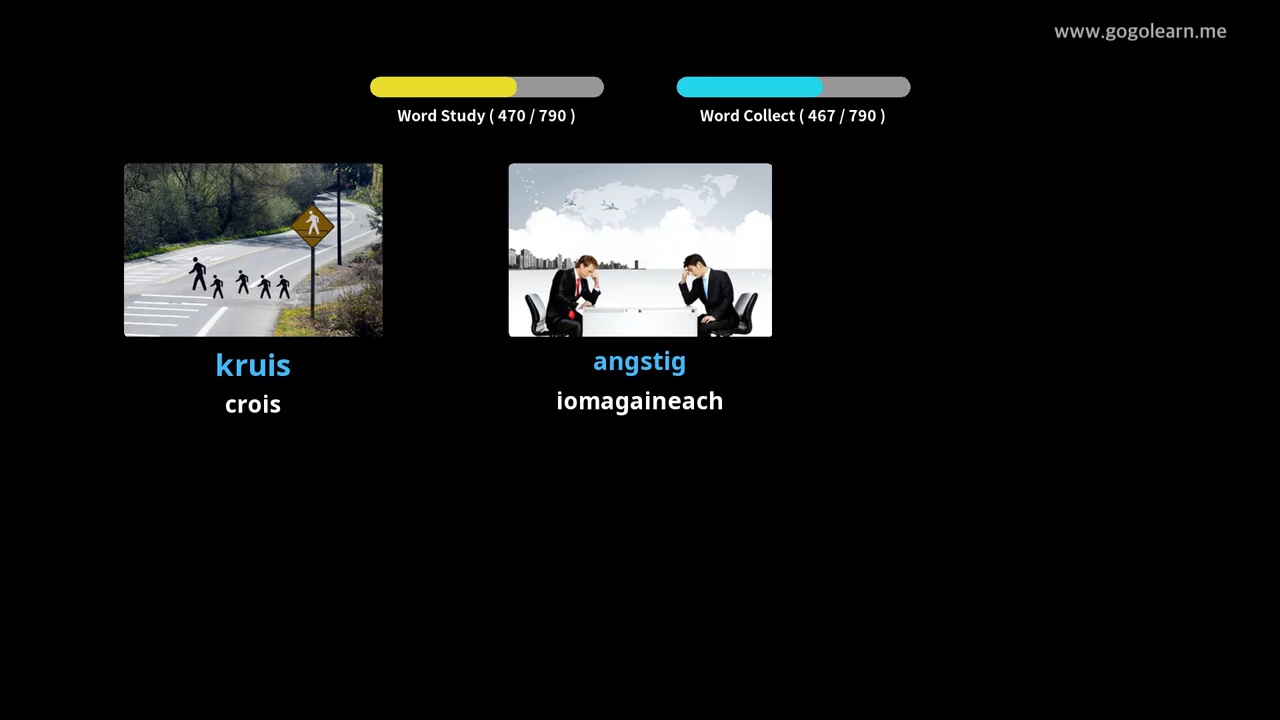 www.gogolearn.me
Word Study ( 470 / 790 )
Word Collect ( 467 / 790 )
kruis
crois
angstig
iomagaineach